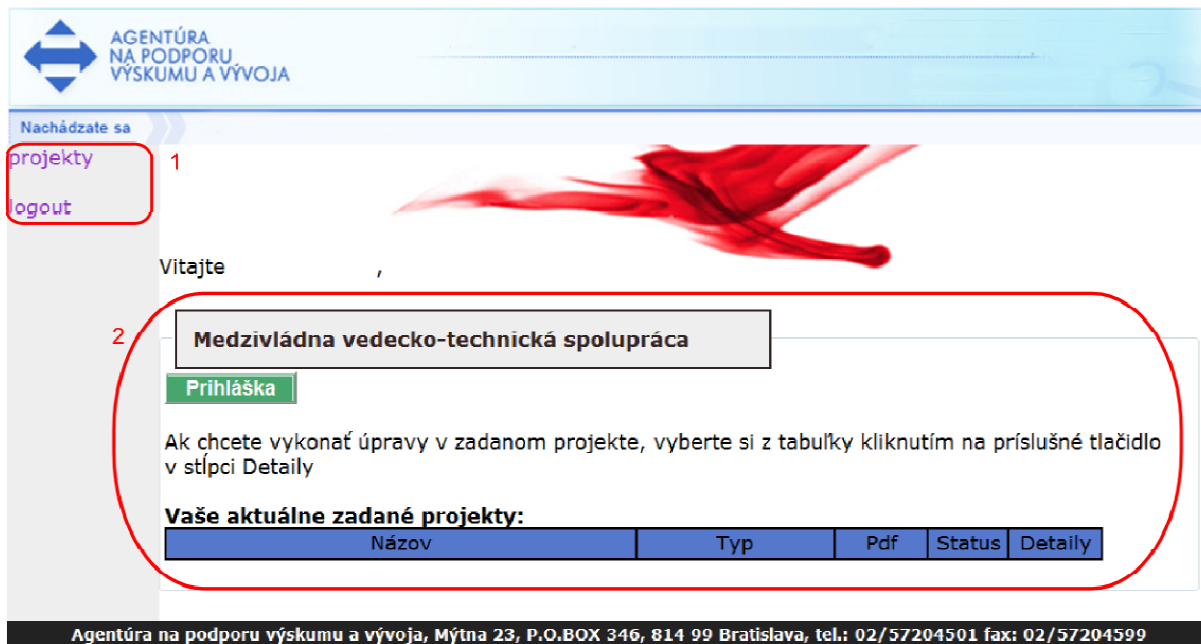 AGENTÚRA
NA PODPORU
VÝSKUMU A VÝVOJA
Nachádzate sa
projekty
1
logout
Vitajte ,
2
Medzivládna vedecko-technická spolupráca
Prihláška
Ak chcete vykonať úpravy v zadanom projekte, vyberte si z tabuľky kliknutím na príslušné tlačidlo
v stĺpci Detaily
Vaše aktuálne zadané projekty:
Názov Typ Pdf Status Detaily
Agentúra na podporu výskumu a vývoja, Mýtna 23, P.O.BOX 346, 814 99 Bratislava, tel.: 02/57204501 fax: 02/57204599